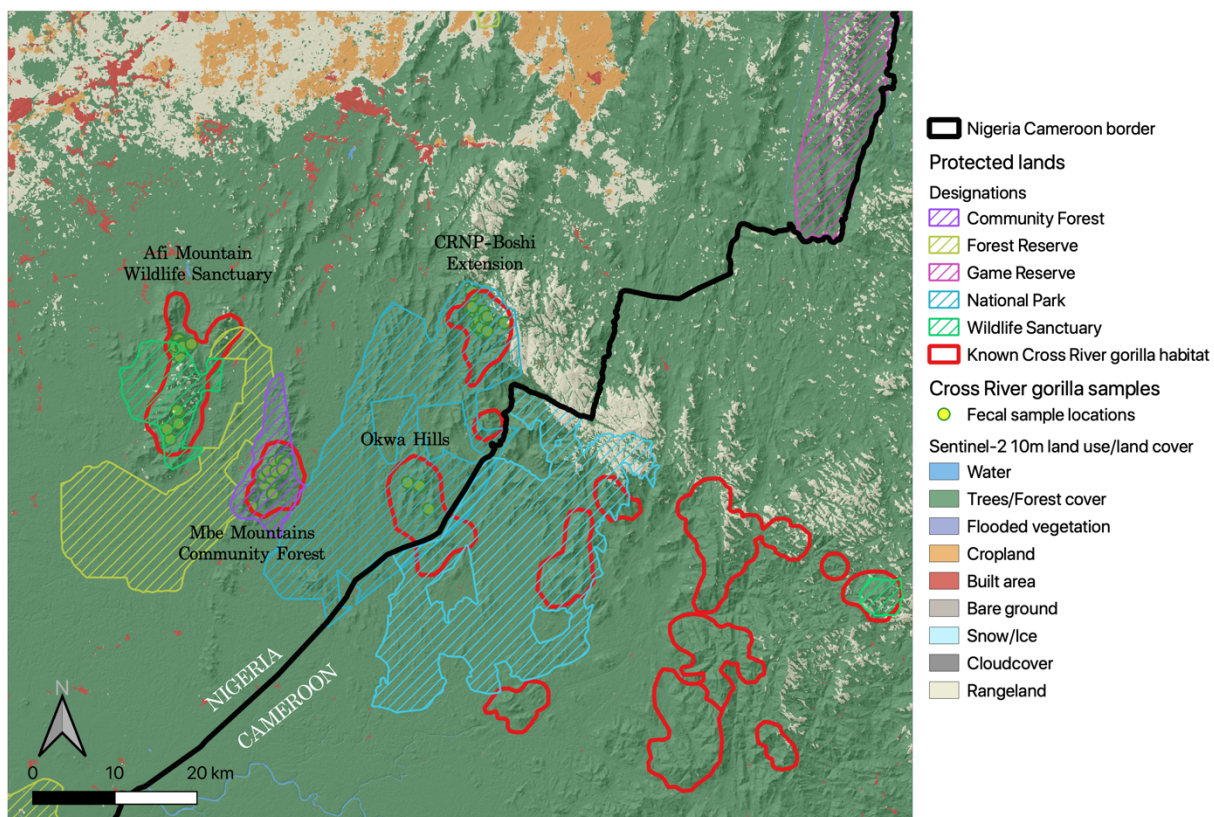 Afi Mountain
Wildlife Sanctuary
CRNP-Boshi
Extension
Okwa Hills
Mbe Mountains
Community Forest
NIGERIA
CAMEROON
N
0 10 20 km
Nigeria Cameroon border
Protected lands
Designations
Community Forest
Forest Reserve
Game Reserve
National Park
Wildlife Sanctuary
Known Cross River gorilla habitat
Cross River gorilla samples
Fecal sample locations
Sentinel-2 10m land use/land cover
Water
Trees/Forest cover
Flooded vegetation
Cropland
Built area
Bare ground
Snow/Ice
Cloudcover
Rangeland